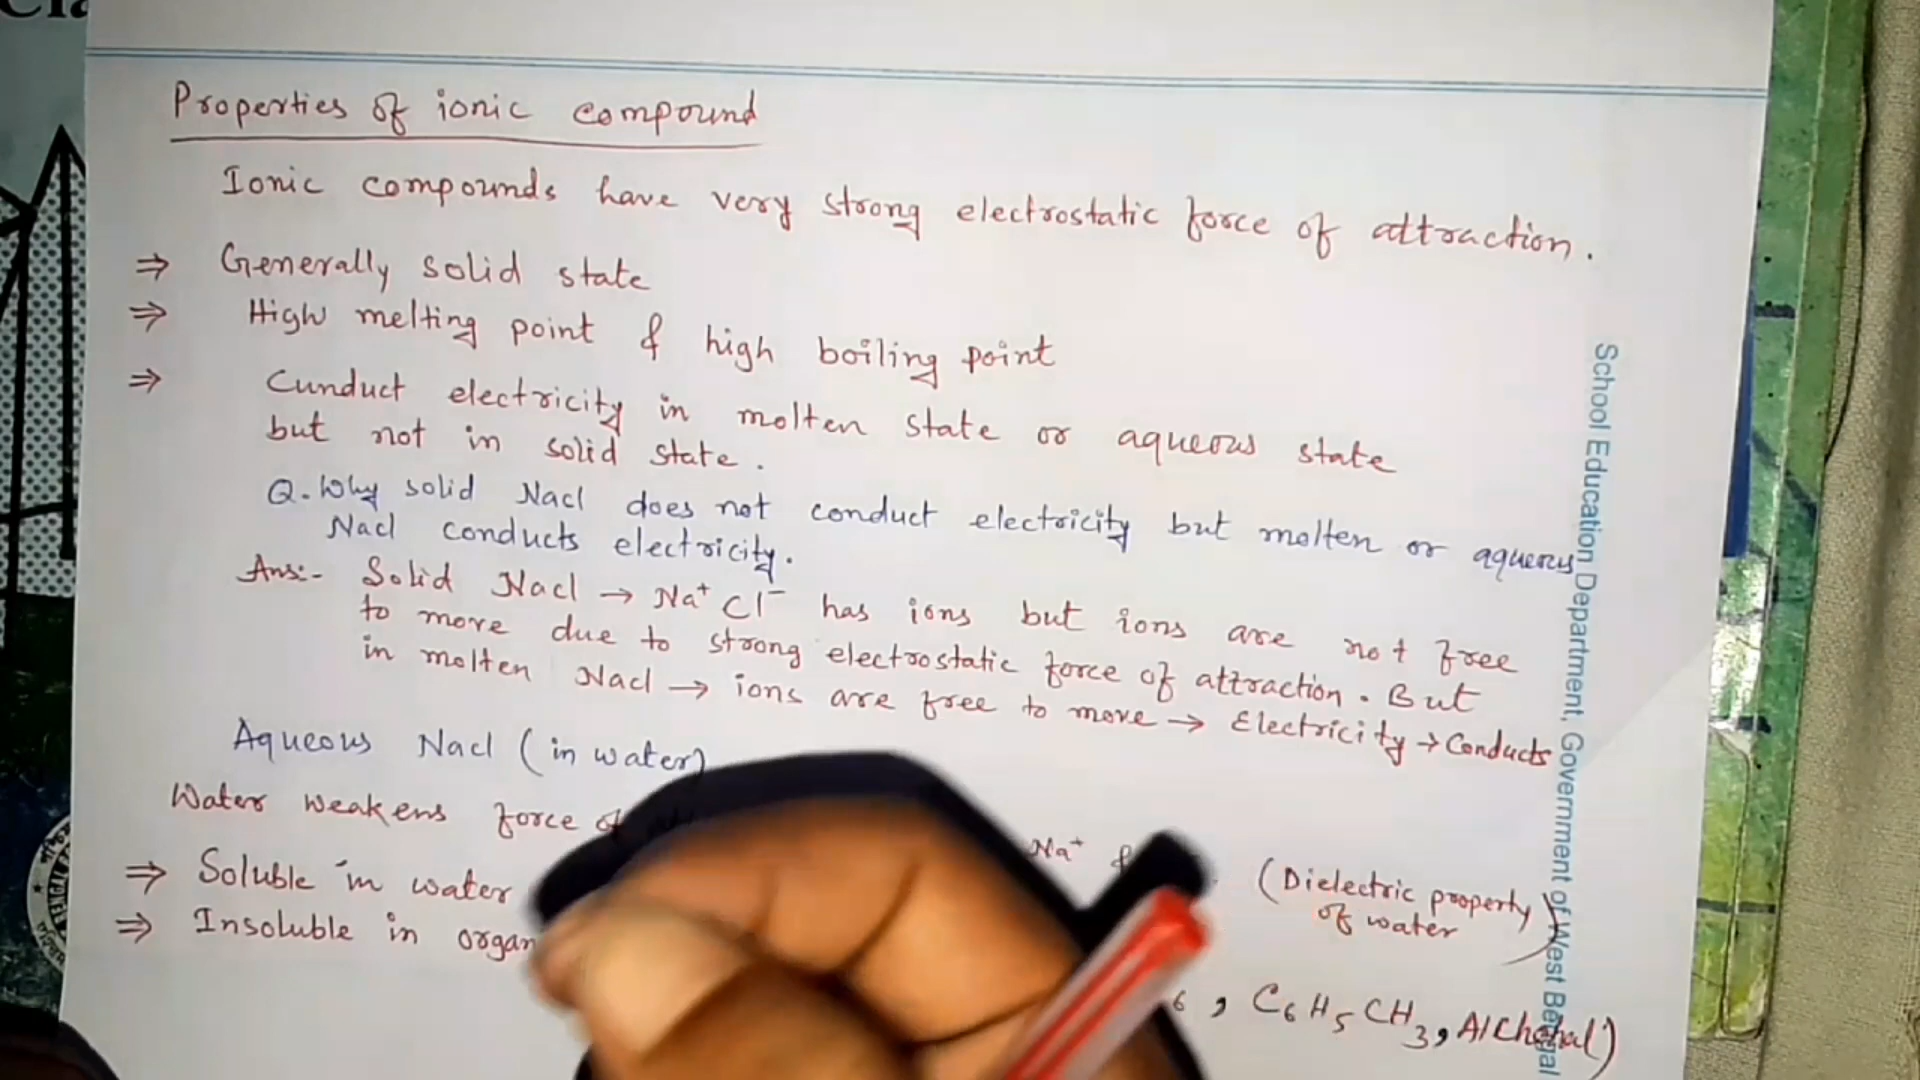 Cla
Properties of ionic compound
Ionic compounds have very strong electrostatic force of attraction.
⇒ Generally solid state
⇒ High melting point & high boiling point
⇒ Cunduct electricity in molten state or aqueous state
but not in solid state.
Q. Why solid Nacl does not conduct electricity but molten or aqueous
Nacl conducts electricity.
Ans:- Solid Nacl → Na⁺ Cl⁻ has ions but ions are not free
to move due to strong electrostatic force of attraction. But
in molten Nacl → ions are free to move → Electricity → Conducts
Aqueous Nacl (in water)
Water weakens force of Na⁺ & (Dielectric property
of water)
⇒ Soluble in water
⇒ Insoluble in organ
6, C₆H₅CH₃, Alchohal)
School Education Department, Government of West Bengal